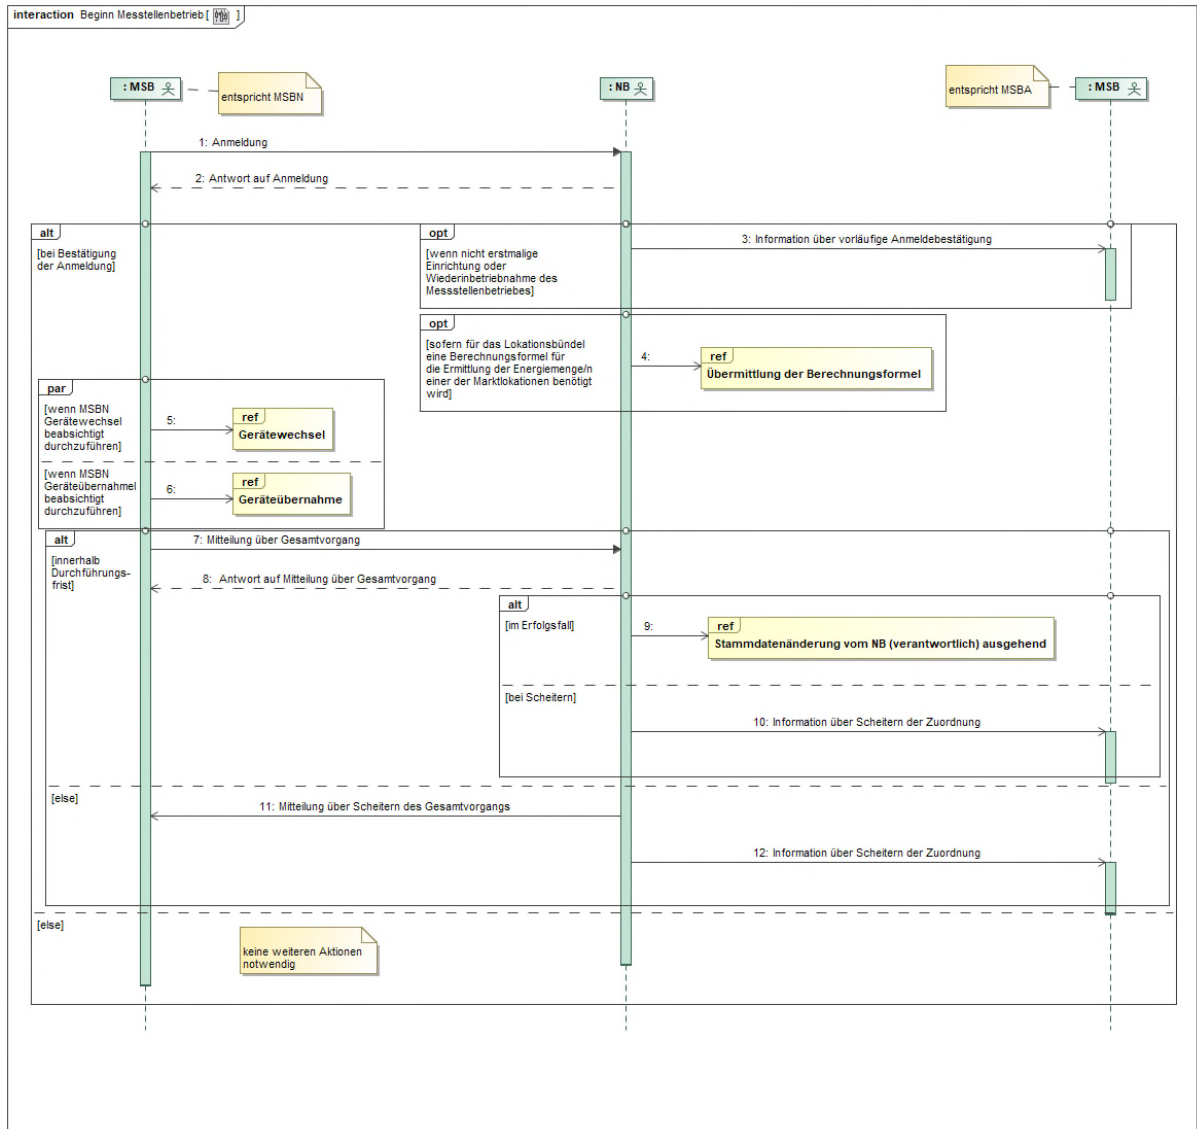 interaction Beginn Messtellenbetrieb [ ]
: MSB
entspricht MSBN
: NB
entspricht MSBA
: MSB
1: Anmeldung
2: Antwort auf Anmeldung
alt
[bei Bestätigung
der Anmeldung]
opt
[wenn nicht erstmalige
Einrichtung oder
Wiederinbetriebnahme des
Messstellenbetriebes]
3: Information über vorläufige Anmeldebestätigung
opt
[sofern für das Lokationsbündel
eine Berechnungsformel für
die Ermittlung der Energiemenge/n
einer der Marktlokationen benötigt
wird]
4:
ref
Übermittlung der Berechnungsformel
par
[wenn MSBN
Gerätewechsel
beabsichtigt
durchzuführen]
5:
ref
Gerätewechsel
[wenn MSBN
Geräteübernahmel
beabsichtigt
durchzuführen]
6:
ref
Geräteübernahme
alt
[innerhalb
Durchführungs-
frist]
7: Mitteilung über Gesamtvorgang
8: Antwort auf Mitteilung über Gesamtvorgang
alt
[im Erfolgsfall]
9:
ref
Stammdatenänderung vom NB (verantwortlich) ausgehend
[bei Scheitern]
10: Information über Scheitern der Zuordnung
[else]
11: Mitteilung über Scheitern des Gesamtvorgangs
12: Information über Scheitern der Zuordnung
[else]
keine weiteren Aktionen
notwendig